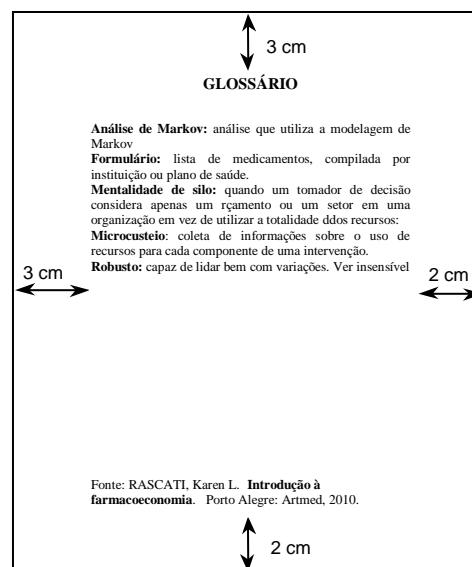 3 cm
GLOSSÁRIO
Análise de Markov: análise que utiliza a modelagem de
Markov
Formulário: lista de medicamentos, compilada por
instituição ou plano de saúde.
Mentalidade de silo: quando um tomador de decisão
considera apenas um rçamento ou um setor em uma
organização em vez de utilizar a totalidade ddos recursos:
Microcusteio: coleta de informações sobre o uso de
recursos para cada componente de uma intervenção.
Robusto: capaz de lidar bem com variações. Ver insensível
3 cm
2 cm
Fonte: RASCATI, Karen L. Introdução à
farmacoeconomia. Porto Alegre: Artmed, 2010.
2 cm